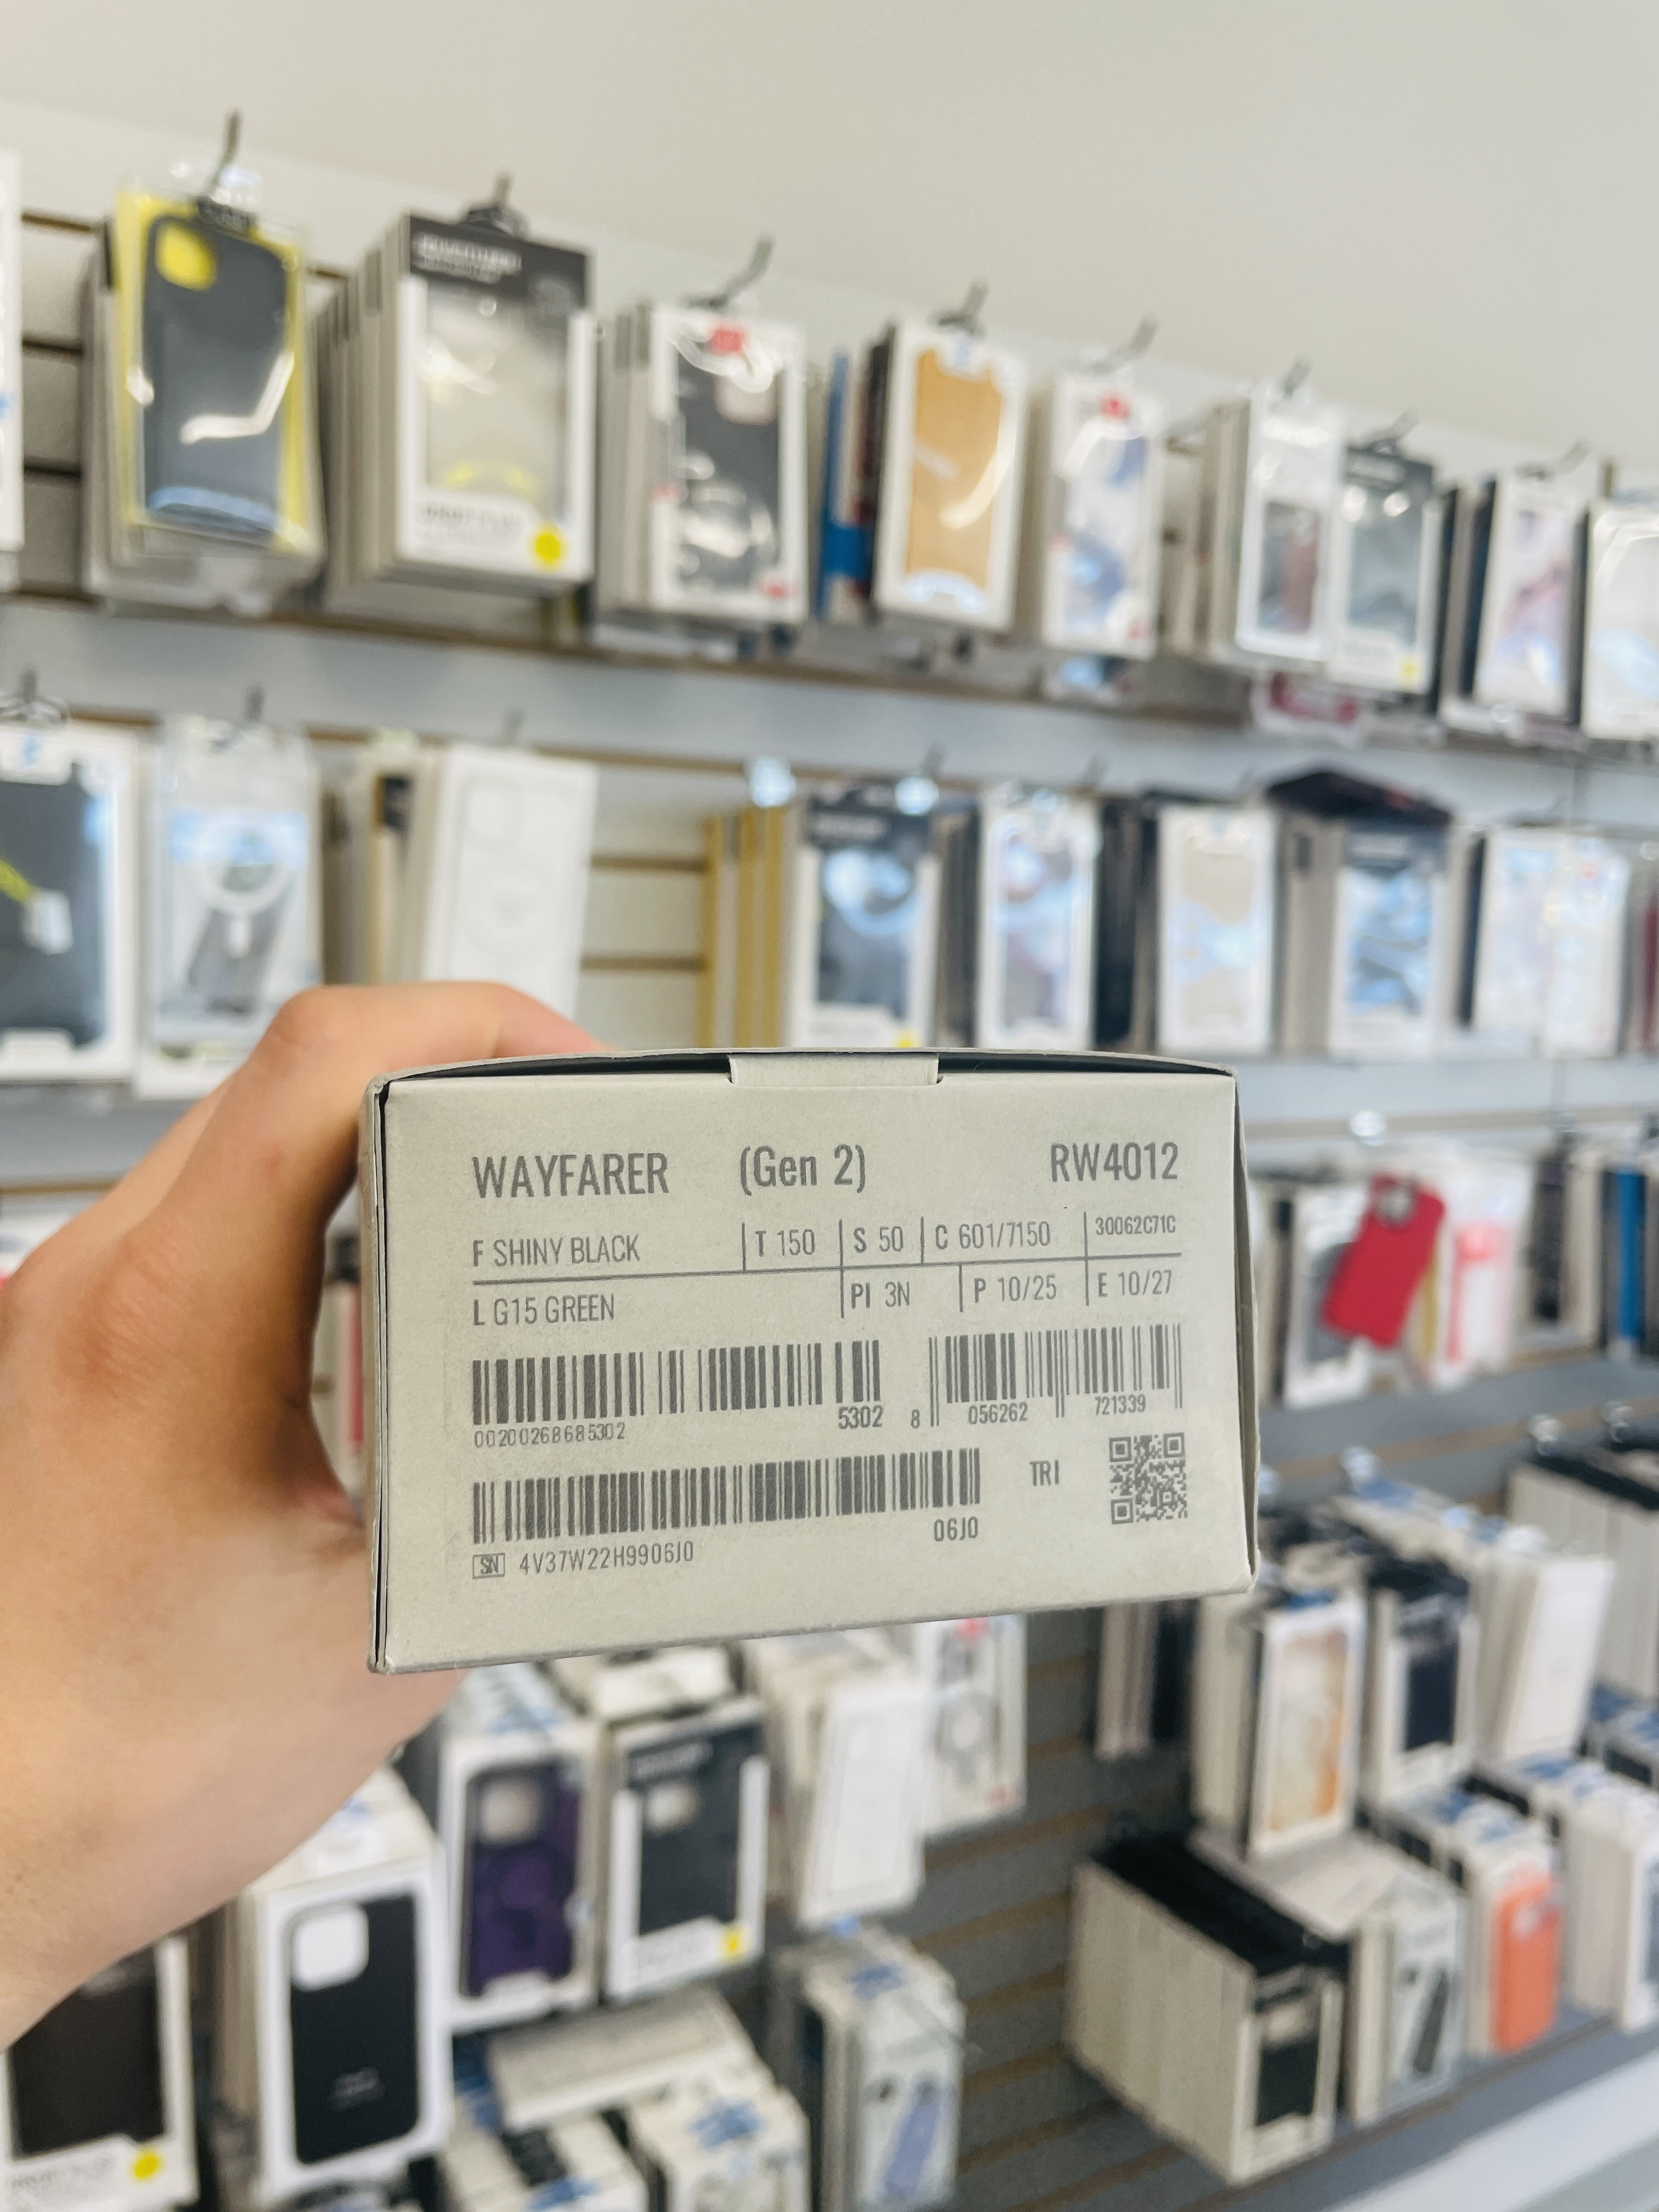 WAYFARER (Gen 2) RW4012
F SHINY BLACK T 150 S 50 C 601/7150 30062C71C
L G15 GREEN PI 3N P 10/25 E 10/27
00200268685302 5302 8 056262 721339
TRI
06J0
SN 4V37W22H9906J0